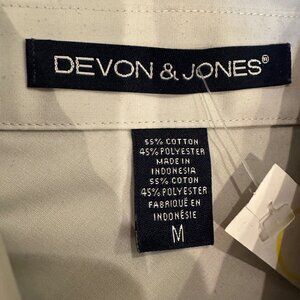 DEVON & JONES®
55% COTTON
45% POLYESTER
MADE IN
INDONESIA
55% COTON
45% POLYESTER
FABRIQUÉ EN
INDONÉSIE
M